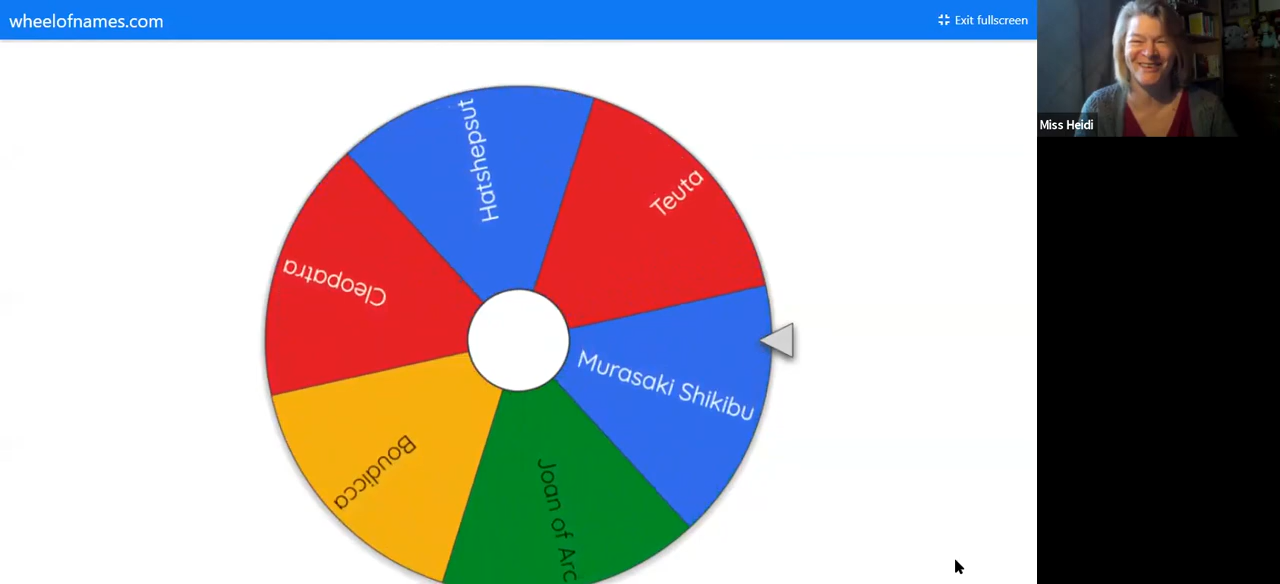 wheelofnames.com
Exit fullscreen
Miss Heidi
Hatshepsut
Teuta
Cleopatra
Murasaki Shikibu
Boudicca
Joan of Arc